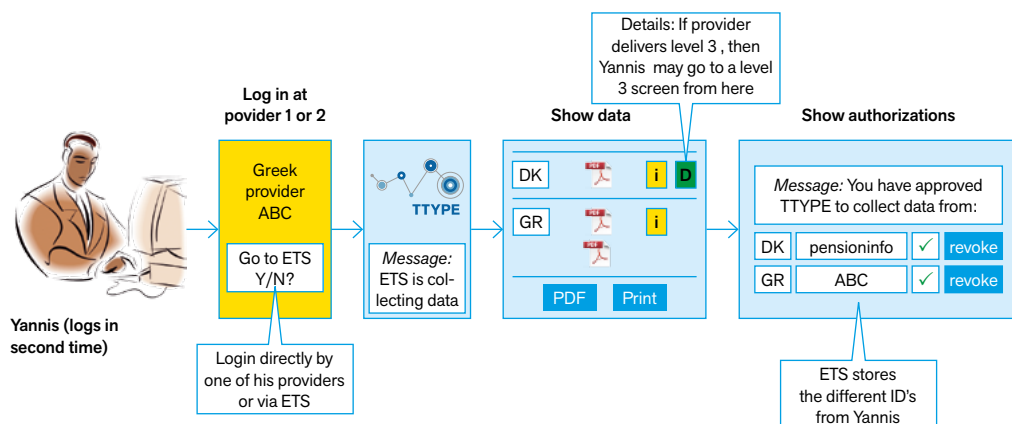 Details: If provider
delivers level 3 , then
Yannis may go to a level
3 screen from here
Log in at
povider 1 or 2
Show data
Show authorizations
Greek
provider
ABC
Go to ETS
Y/N?
TTYPE
Message:
ETS is col-
lecting data
DK
PDF
i
D
GR
PDF
i
PDF
PDF
Print
Message: You have approved
TTYPE to collect data from:
DK
pensioninfo
✓
revoke
GR
ABC
✓
revoke
Yannis (logs in
second time)
Login directly by
one of his providers
or via ETS
ETS stores
the different ID's
from Yannis